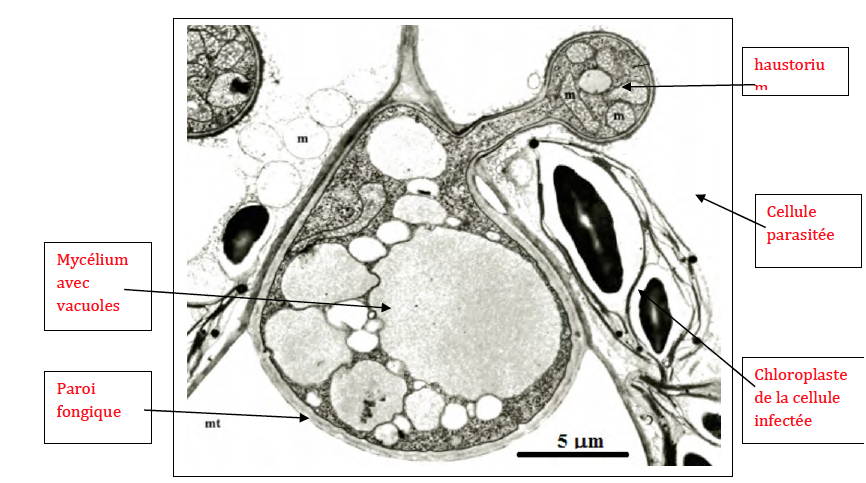 haustoriu
m
m
m
m
Cellule
parasitée
Mycélium
avec
vacuoles
Chloroplaste
de la cellule
infectée
Paroi
fongique
mt
5 µm